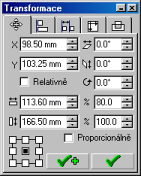 Transformace
X 98.50 mm 0.0°
Y 103.25 mm 0.0°
Relativně 0.0°
113.60 mm % 80.0
166.50 mm % 100.0
Proporcionálně